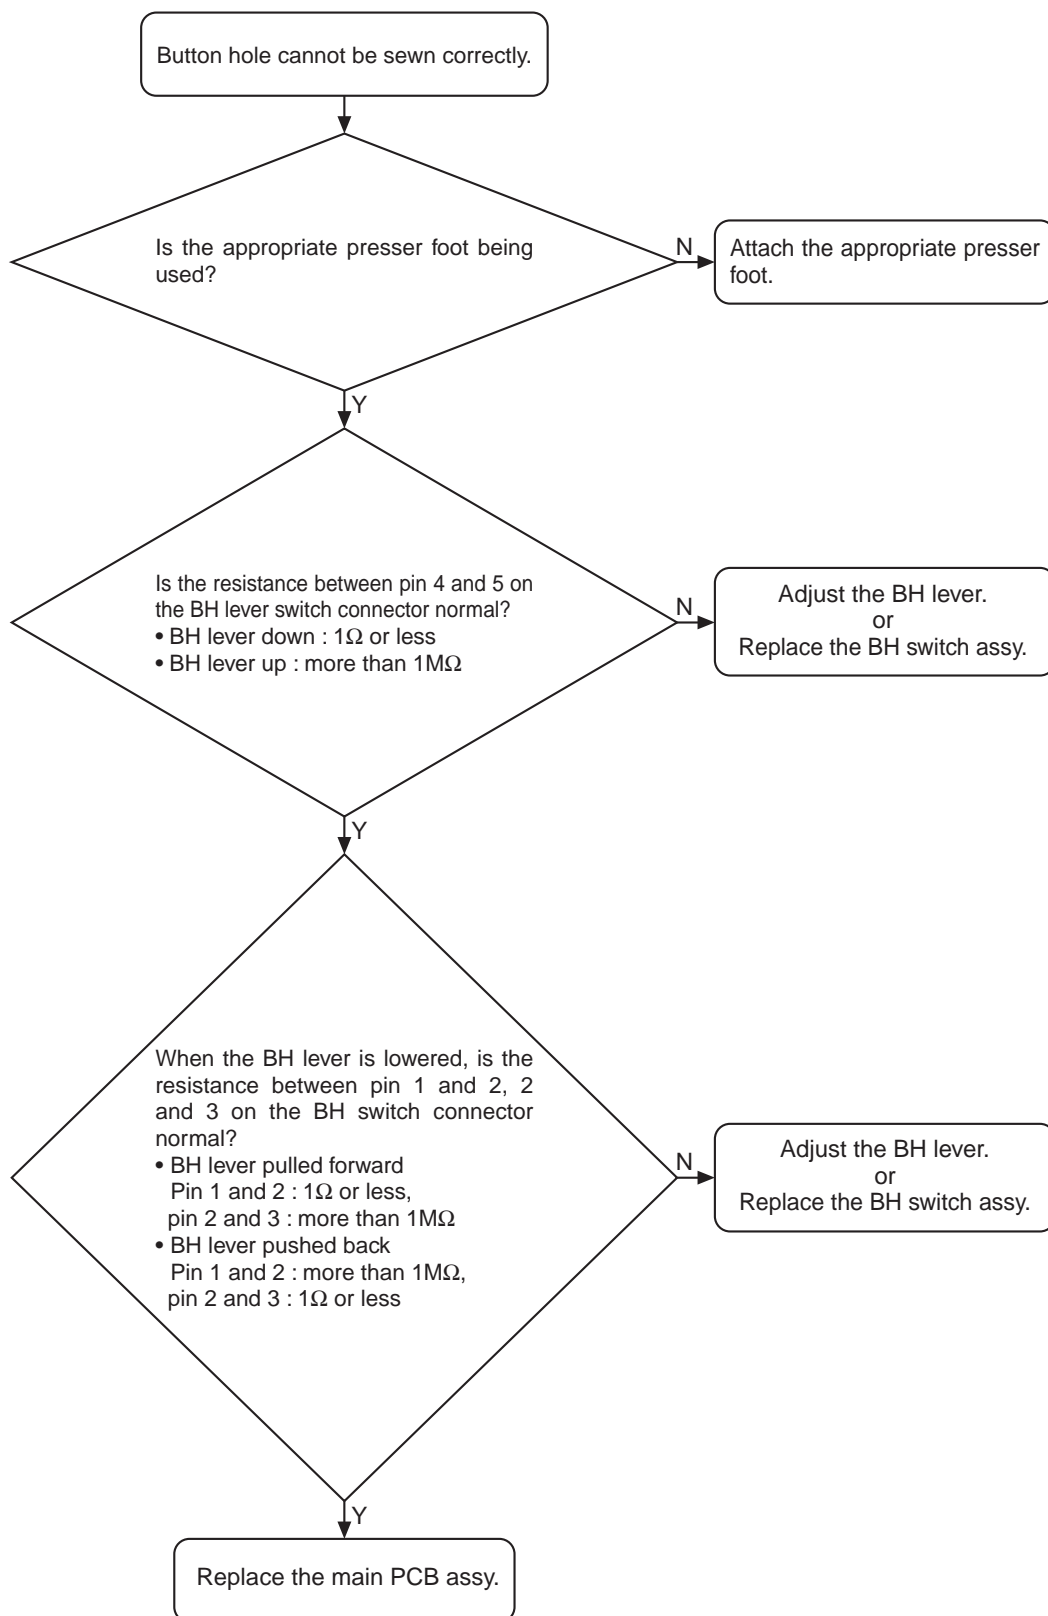 Button hole cannot be sewn correctly.
Is the appropriate presser foot being
used?
N
Attach the appropriate presser
foot.
Y
Is the resistance between pin 4 and 5 on
the BH lever switch connector normal?
• BH lever down : 1Ω or less
• BH lever up : more than 1MΩ
N
Adjust the BH lever.
or
Replace the BH switch assy.
Y
When the BH lever is lowered, is the
resistance between pin 1 and 2, 2
and 3 on the BH switch connector
normal?
• BH lever pulled forward
Pin 1 and 2 : 1Ω or less,
pin 2 and 3 : more than 1MΩ
• BH lever pushed back
Pin 1 and 2 : more than 1MΩ,
pin 2 and 3 : 1Ω or less
N
Adjust the BH lever.
or
Replace the BH switch assy.
Y
Replace the main PCB assy.